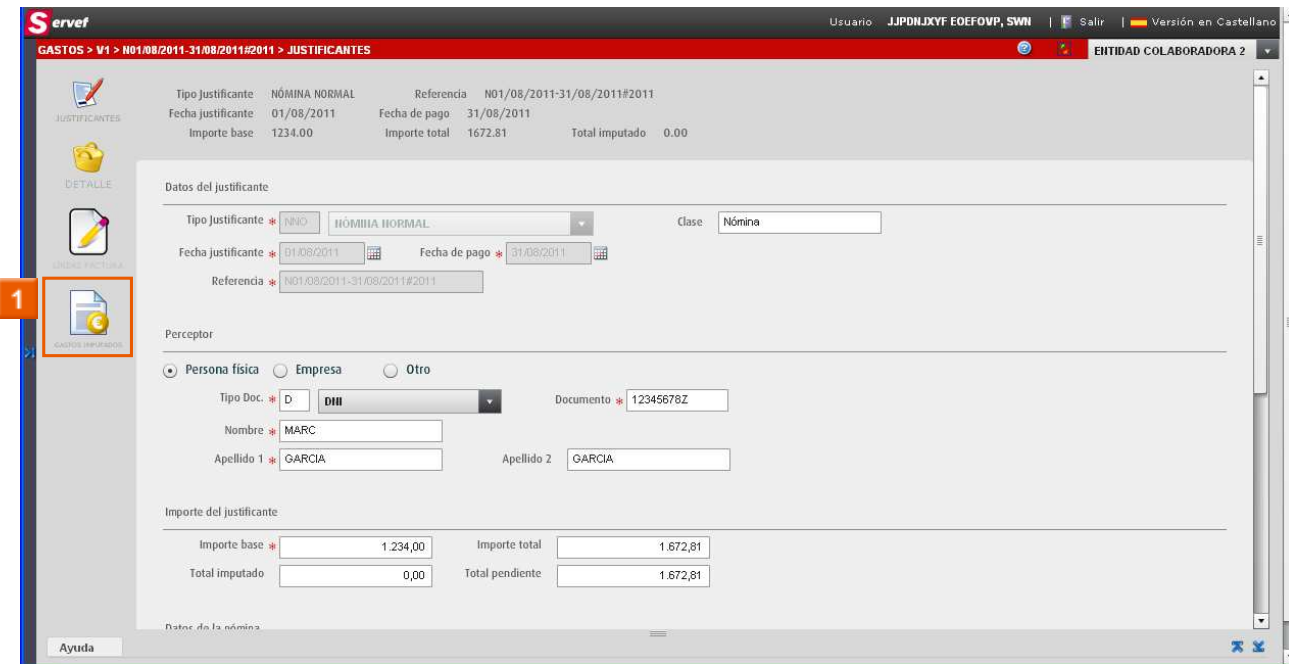 Servef Usuario JJPDNJXYF EOEFOVP, SWN | Salir | Versión en Castellano
GASTOS > V1 > N01/08/2011-31/08/2011#2011 > JUSTIFICANTES ENTIDAD COLABORADORA 2
JUSTIFICANTES
DETALLE
LINEAS FACTURA
1
GASTOS IMPUTADOS
Tipo Justificante NÓMINA NORMAL Referencia N01/08/2011-31/08/2011#2011
Fecha justificante 01/08/2011 Fecha de pago 31/08/2011
Importe base 1234.00 Importe total 1672.81 Total imputado 0.00
Datos del justificante
Tipo Justificante * NNO NÓMINA NORMAL Clase Nómina
Fecha justificante * 01/08/2011 Fecha de pago * 31/08/2011
Referencia * N01/08/2011-31/08/2011#2011
Perceptor
Persona física Empresa Otro
Tipo Doc. * D DNI Documento * 12345678Z
Nombre * MARC
Apellido 1 * GARCIA Apellido 2 GARCIA
Importe del justificante
Importe base * 1.234,00 Importe total 1.672,81
Total imputado 0,00 Total pendiente 1.672,81
Datos de la nómina
Ayuda